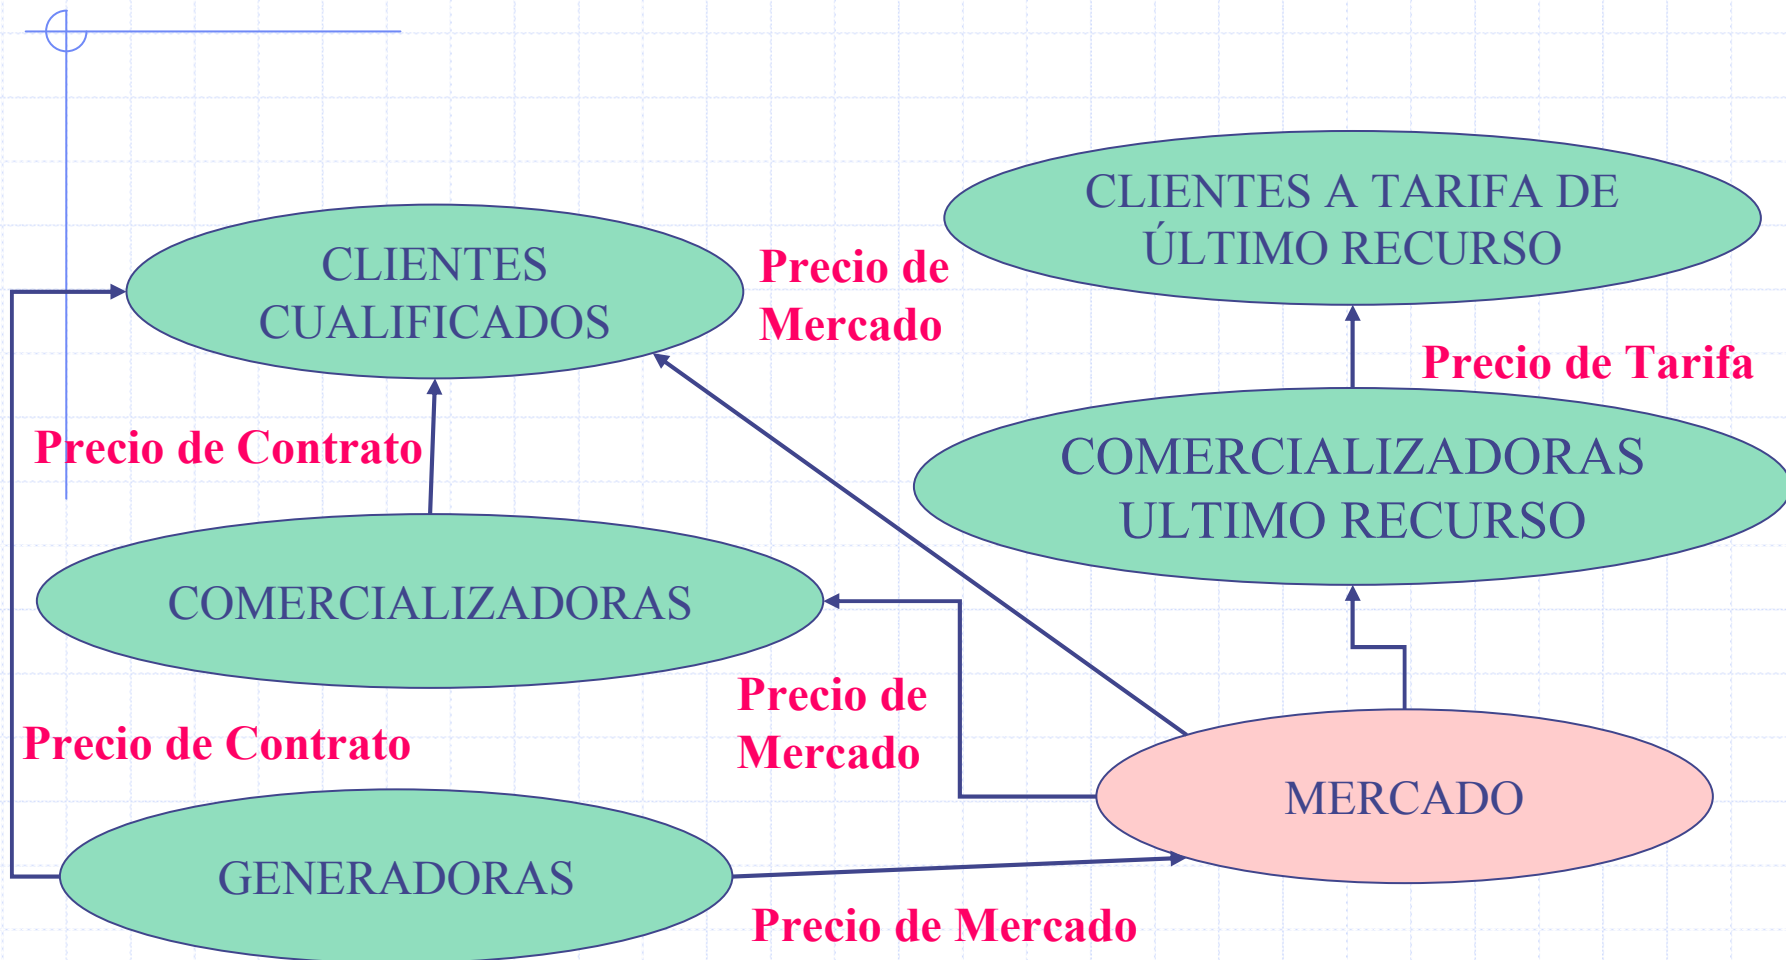 CLIENTES A TARIFA DE
ÚLTIMO RECURSO
CLIENTES
CUALIFICADOS
Precio de
Mercado
Precio de Tarifa
Precio de Contrato
COMERCIALIZADORAS
ULTIMO RECURSO
COMERCIALIZADORAS
Precio de
Mercado
Precio de Contrato
MERCADO
GENERADORAS
Precio de Mercado